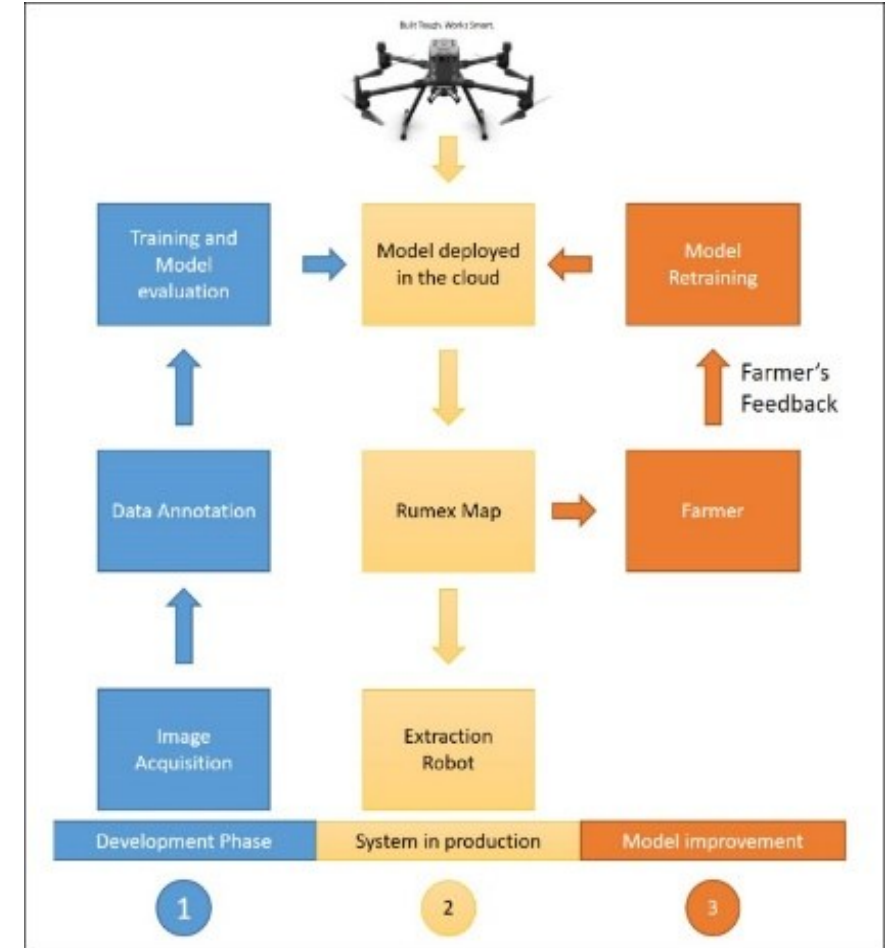 Built Tough. Works Smart.
Training and
Model
evaluation
Model deployed
in the cloud
Model
Retraining
Farmer's
Feedback
Data Annotation
Rumex Map
Farmer
Image
Acquisition
Extraction
Robot
Development Phase
System in production
Model improvement
1
2
3